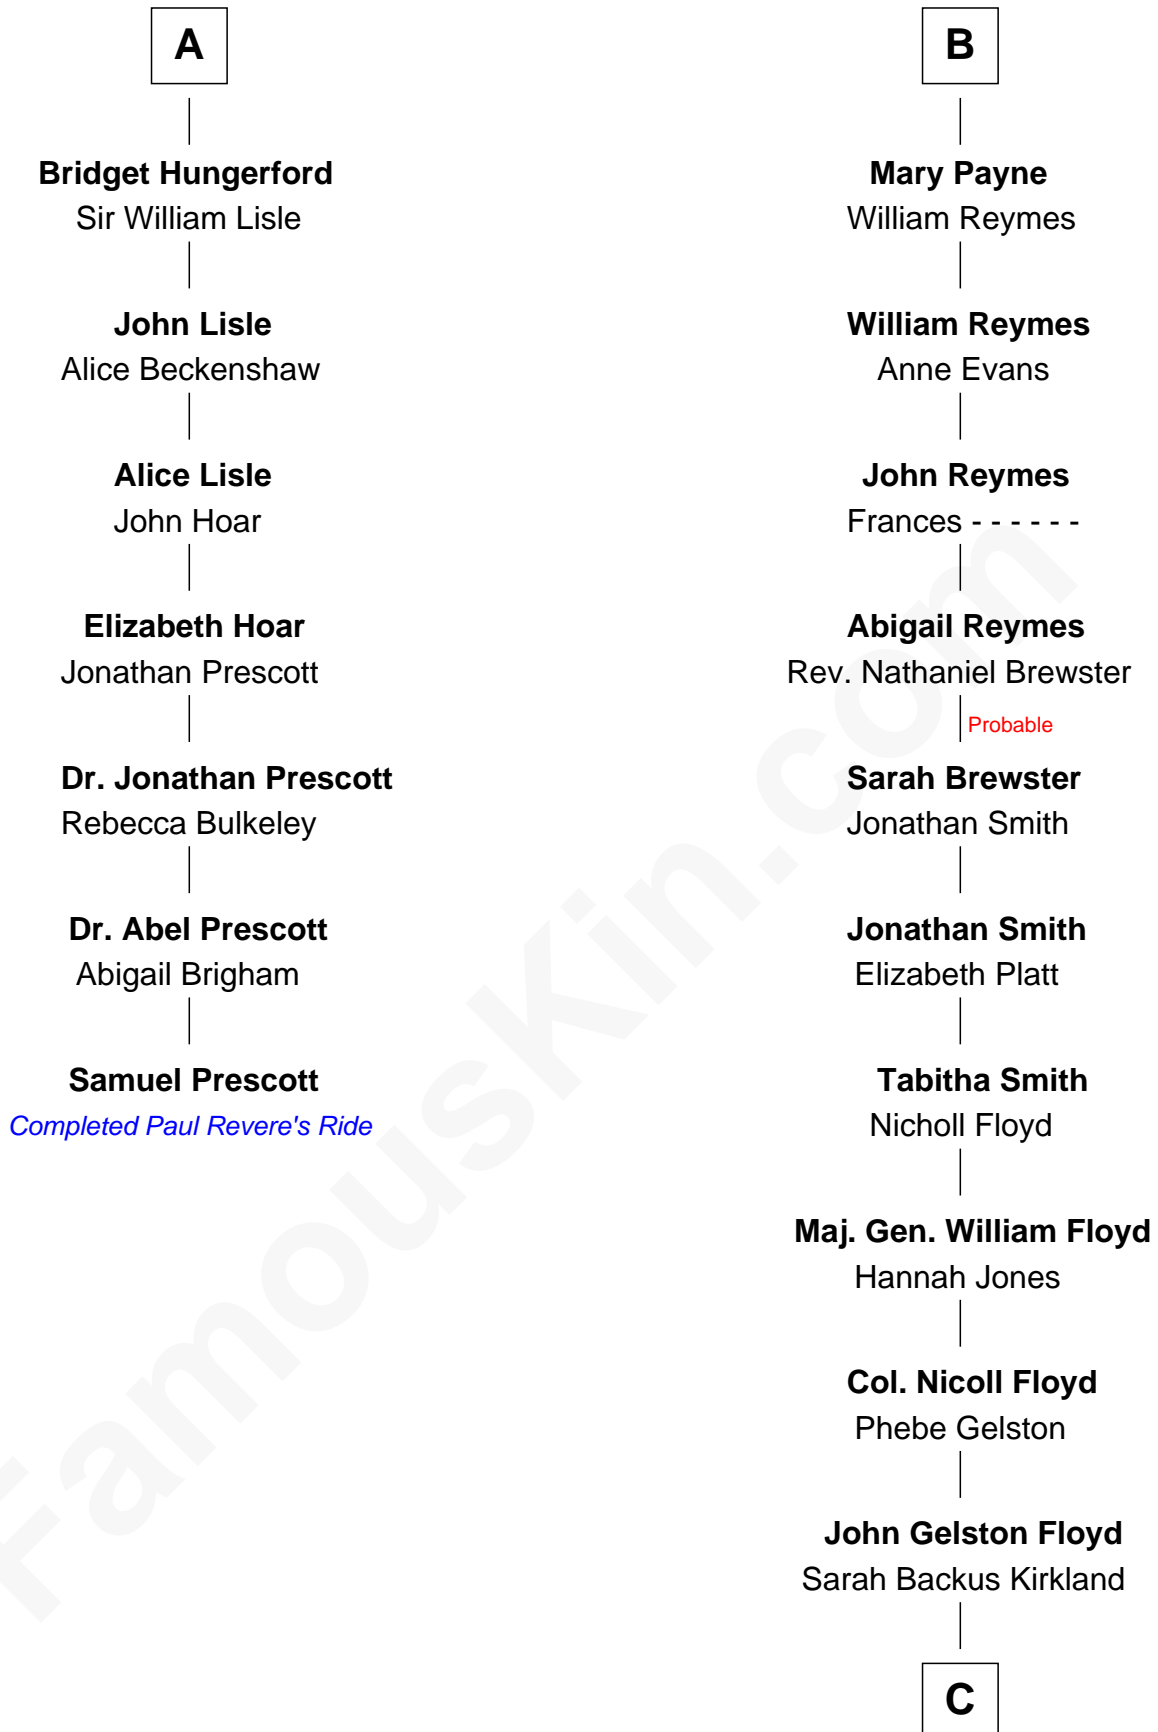 A
Bridget Hungerford
Sir William Lisle
John Lisle
Alice Beckenshaw
Alice Lisle
John Hoar
Elizabeth Hoar
Jonathan Prescott
Dr. Jonathan Prescott
Rebecca Bulkeley
Dr. Abel Prescott
Abigail Brigham
Samuel Prescott
Completed Paul Revere's Ride
B
Mary Payne
William Reymes
William Reymes
Anne Evans
John Reymes
Frances - - - - - -
Abigail Reymes
Rev. Nathaniel Brewster
Probable
Sarah Brewster
Jonathan Smith
Jonathan Smith
Elizabeth Platt
Tabitha Smith
Nicholl Floyd
Maj. Gen. William Floyd
Hannah Jones
Col. Nicoll Floyd
Phebe Gelston
John Gelston Floyd
Sarah Backus Kirkland
C
FamousKin.com